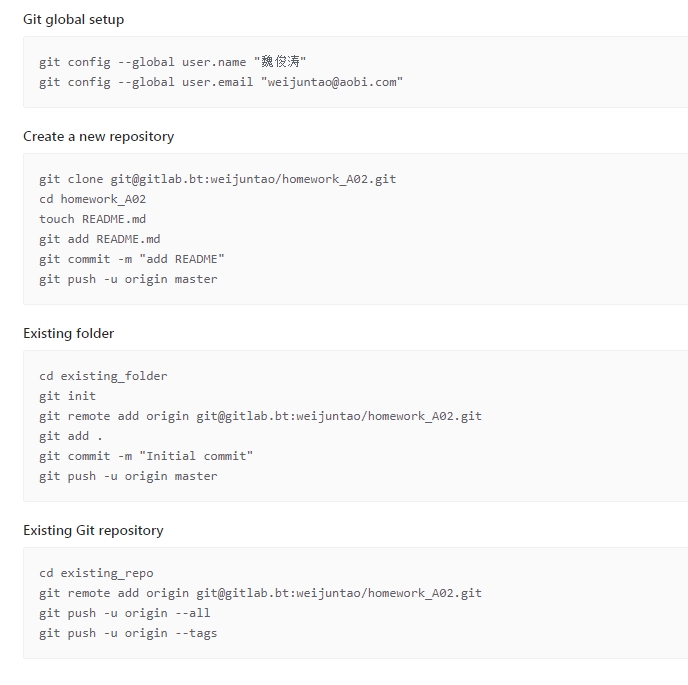 Git global setup
git config --global user.name "魏俊涛"
git config --global user.email "weijuntao@aobi.com"
Create a new repository
git clone git@gitlab.bt:weijuntao/homework_A02.git
cd homework_A02
touch README.md
git add README.md
git commit -m "add README"
git push -u origin master
Existing folder
cd existing_folder
git init
git remote add origin git@gitlab.bt:weijuntao/homework_A02.git
git add .
git commit -m "Initial commit"
git push -u origin master
Existing Git repository
cd existing_repo
git remote add origin git@gitlab.bt:weijuntao/homework_A02.git
git push -u origin --all
git push -u origin --tags